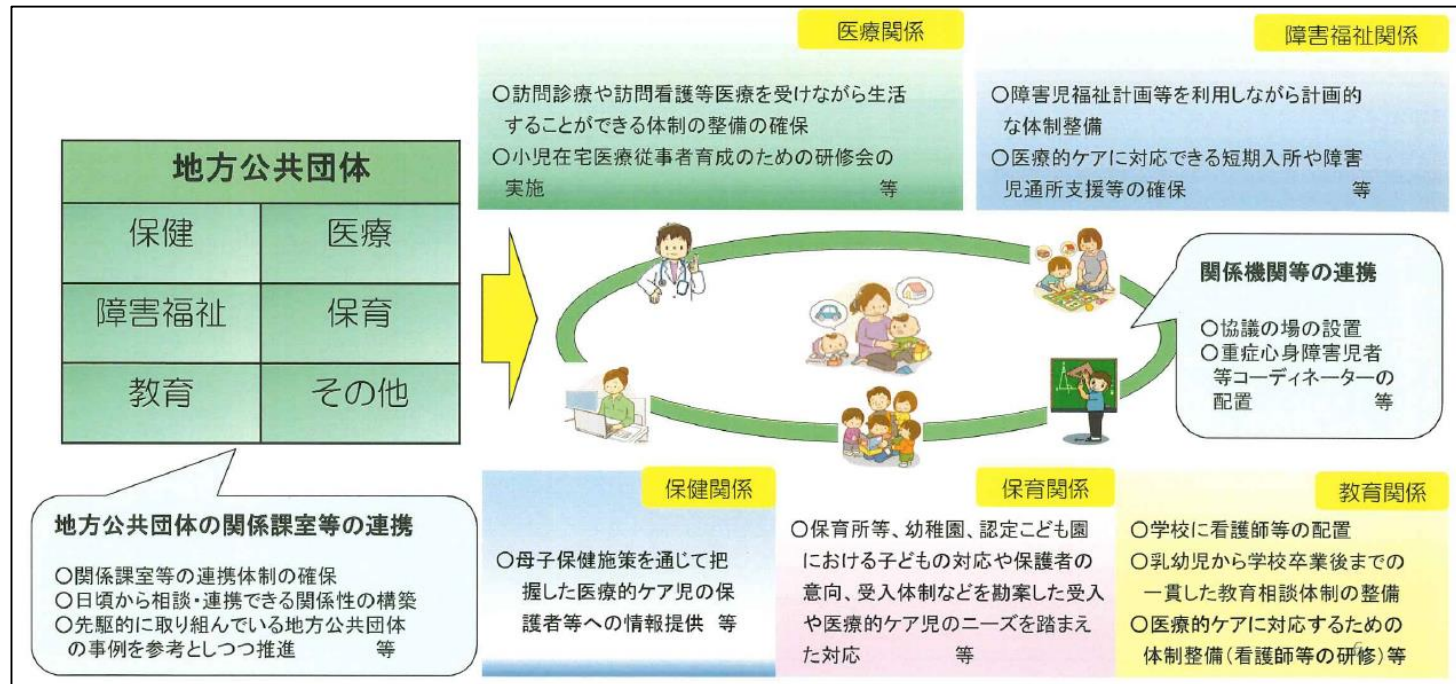 医療関係
○訪問診療や訪問看護等医療を受けながら生活
することができる体制の整備の確保
○小児在宅医療従事者育成のための研修会の
実施 等
障害福祉関係
○障害児福祉計画等を利用しながら計画的
な体制整備
○医療的ケアに対応できる短期入所や障害
児通所支援等の確保 等
地方公共団体
保健 医療
障害福祉 保育
教育 その他
関係機関等の連携
○協議の場の設置
○重症心身障害児者
等コーディネーターの
配置 等
地方公共団体の関係課室等の連携
○関係課室等の連携体制の確保
○日頃から相談・連携できる関係性の構築
○先駆的に取り組んでいる地方公共団体
の事例を参考としつつ推進 等
保健関係
○母子保健施策を通じて把
握した医療的ケア児の保
護者等への情報提供 等
保育関係
○保育所等、幼稚園、認定こども園
における子どもの対応や保護者の
意向、受入体制などを勘案した受入
や医療的ケア児のニーズを踏まえ
た対応 等
教育関係
○学校に看護師等の配置
○乳幼児から学校卒業後までの
一貫した教育相談体制の整備
○医療的ケアに対応するための
体制整備(看護師等の研修)等